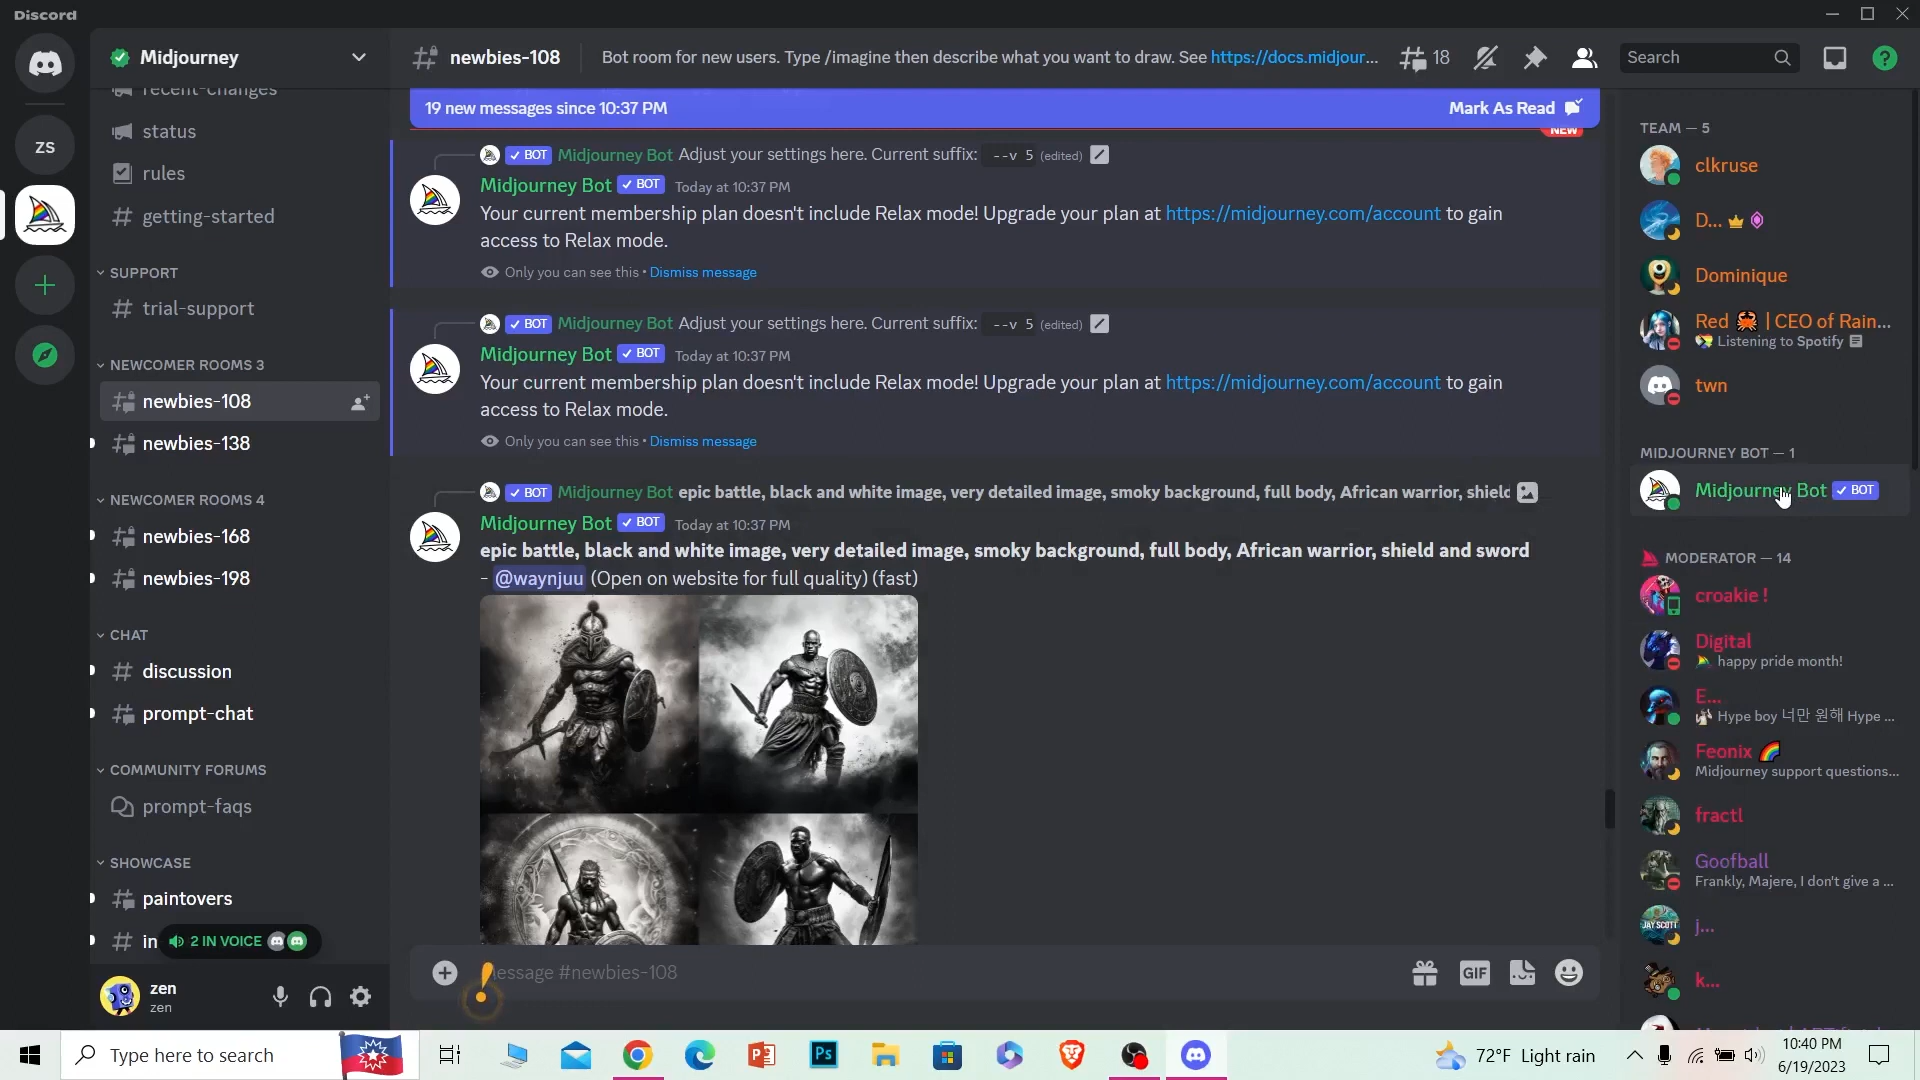 Discord
Midjourney
newbies-108
Bot room for new users. Type /imagine then describe what you want to draw. See https://docs.midjour...
18
Search
ZS
recent-changes
status
rules
getting-started
SUPPORT
trial-support
NEWCOMER ROOMS 3
newbies-108
newbies-138
NEWCOMER ROOMS 4
newbies-168
newbies-198
CHAT
discussion
prompt-chat
COMMUNITY FORUMS
prompt-faqs
SHOWCASE
paintovers
in
2 IN VOICE
zen
zen
19 new messages since 10:37 PM
Mark As Read
NEW
BOT Midjourney Bot Adjust your settings here. Current suffix: --v 5 (edited)
Midjourney Bot BOT Today at 10:37 PM
Your current membership plan doesn't include Relax mode! Upgrade your plan at https://midjourney.com/account to gain
access to Relax mode.
Only you can see this • Dismiss message
BOT Midjourney Bot Adjust your settings here. Current suffix: --v 5 (edited)
Midjourney Bot BOT Today at 10:37 PM
Your current membership plan doesn't include Relax mode! Upgrade your plan at https://midjourney.com/account to gain
access to Relax mode.
Only you can see this • Dismiss message
BOT Midjourney Bot epic battle, black and white image, very detailed image, smoky background, full body, African warrior, shield
Midjourney Bot BOT Today at 10:37 PM
epic battle, black and white image, very detailed image, smoky background, full body, African warrior, shield and sword
- @waynjuu (Open on website for full quality) (fast)
Message #newbies-108
GIF
TEAM — 5
clkruse
D...
Dominique
Red 🦀 | CEO of Rain...
Listening to Spotify
twn
MIDJOURNEY BOT — 1
Midjourney Bot BOT
MODERATOR — 14
croakie !
Digital
happy pride month!
E...
Hype boy 너만 원해 Hype ...
Feonix 🌈
Midjourney support questions...
fractl
Goofball
Frankly, Majere, I don't give a ...
JAY SCOTT
j...
k...
Type here to search
Ps
72°F Light rain
10:40 PM
6/19/2023